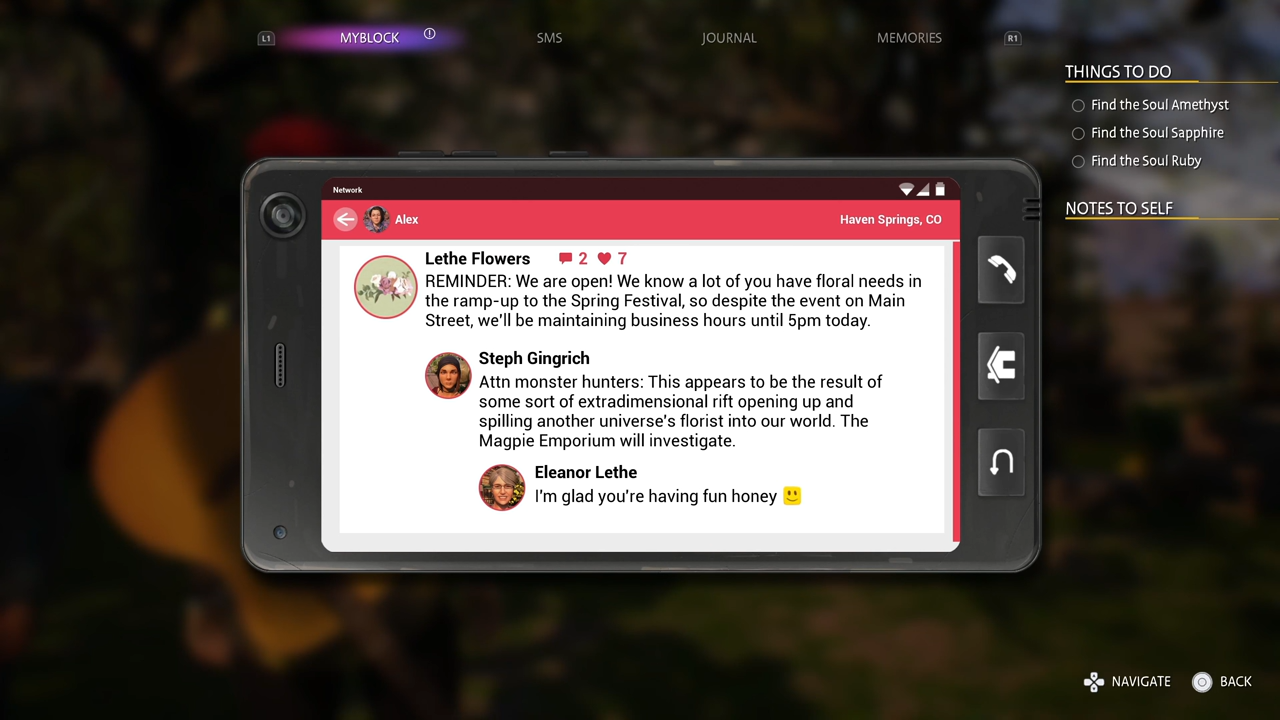 L1
MYBLOCK
SMS
JOURNAL
MEMORIES
R1
THINGS TO DO
Find the Soul Amethyst
Find the Soul Sapphire
Find the Soul Ruby
NOTES TO SELF
Network
Alex
Haven Springs, CO
Lethe Flowers 2 7
REMINDER: We are open! We know a lot of you have floral needs in
the ramp-up to the Spring Festival, so despite the event on Main
Street, we'll be maintaining business hours until 5pm today.
Steph Gingrich
Attn monster hunters: This appears to be the result of
some sort of extradimensional rift opening up and
spilling another universe's florist into our world. The
Magpie Emporium will investigate.
Eleanor Lethe
I'm glad you're having fun honey 🙂
NAVIGATE
BACK